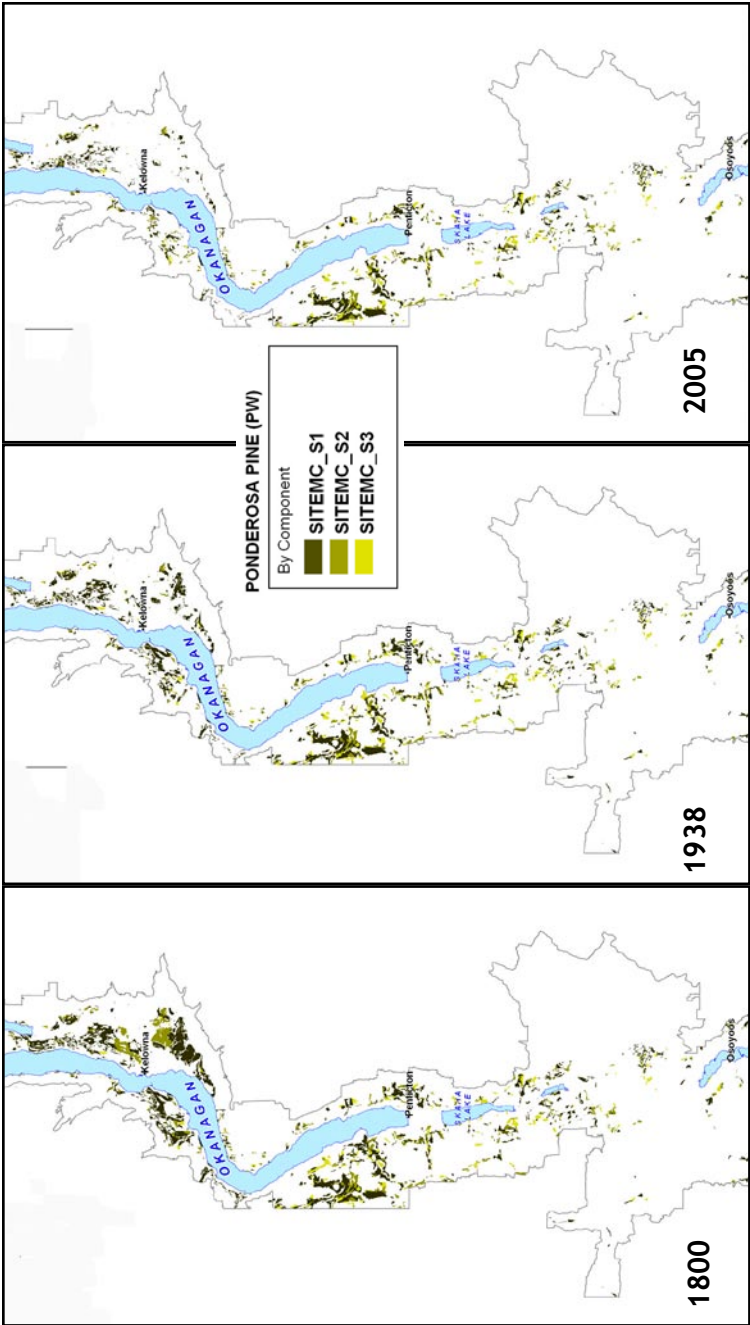 Kelowna
OKANAGAN
Penticton
SKAHA
LAKE
Osoyoos
1800
Kelowna
OKANAGAN
Penticton
SKAHA
LAKE
Osoyoos
1938
PONDEROSA PINE (PW)
By Component
SITEMC_S1
SITEMC_S2
SITEMC_S3
Kelowna
OKANAGAN
Penticton
SKAHA
LAKE
Osoyoos
2005